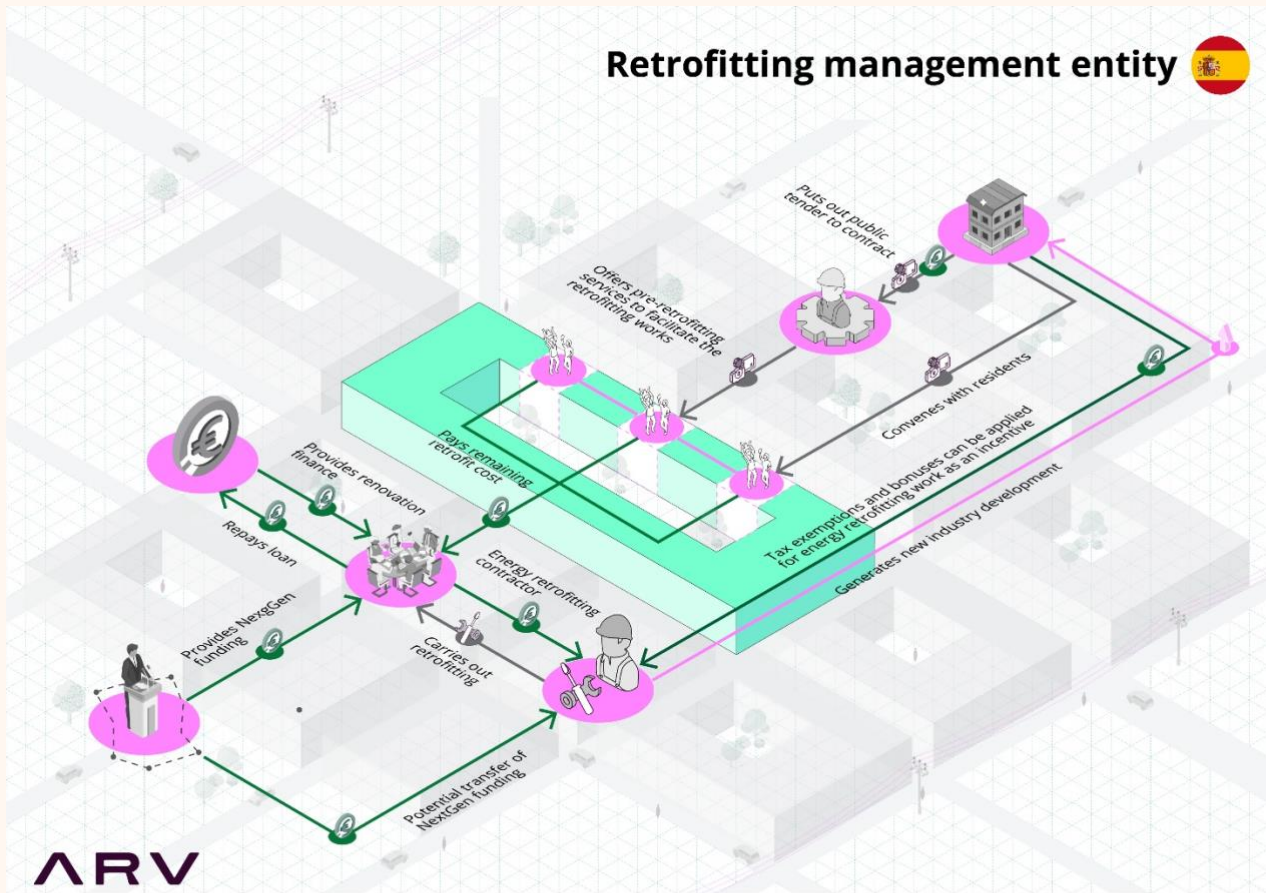 Retrofitting management entity
Puts out public
tender to contract
Offers pre-retrofitting
services to facilitate the
retrofitting works
Convenes with residents
Pays remaining
retrofit cost
Provides renovation
finance
Repays loan
Tax exemptions and bonuses can be applied
for energy retrofitting work as an incentive
Generates new industry development
Energy retrofitting
contractor
Carries out
retrofitting
Provides NexgGen
funding
Potential transfer of
NextGen funding
ARV